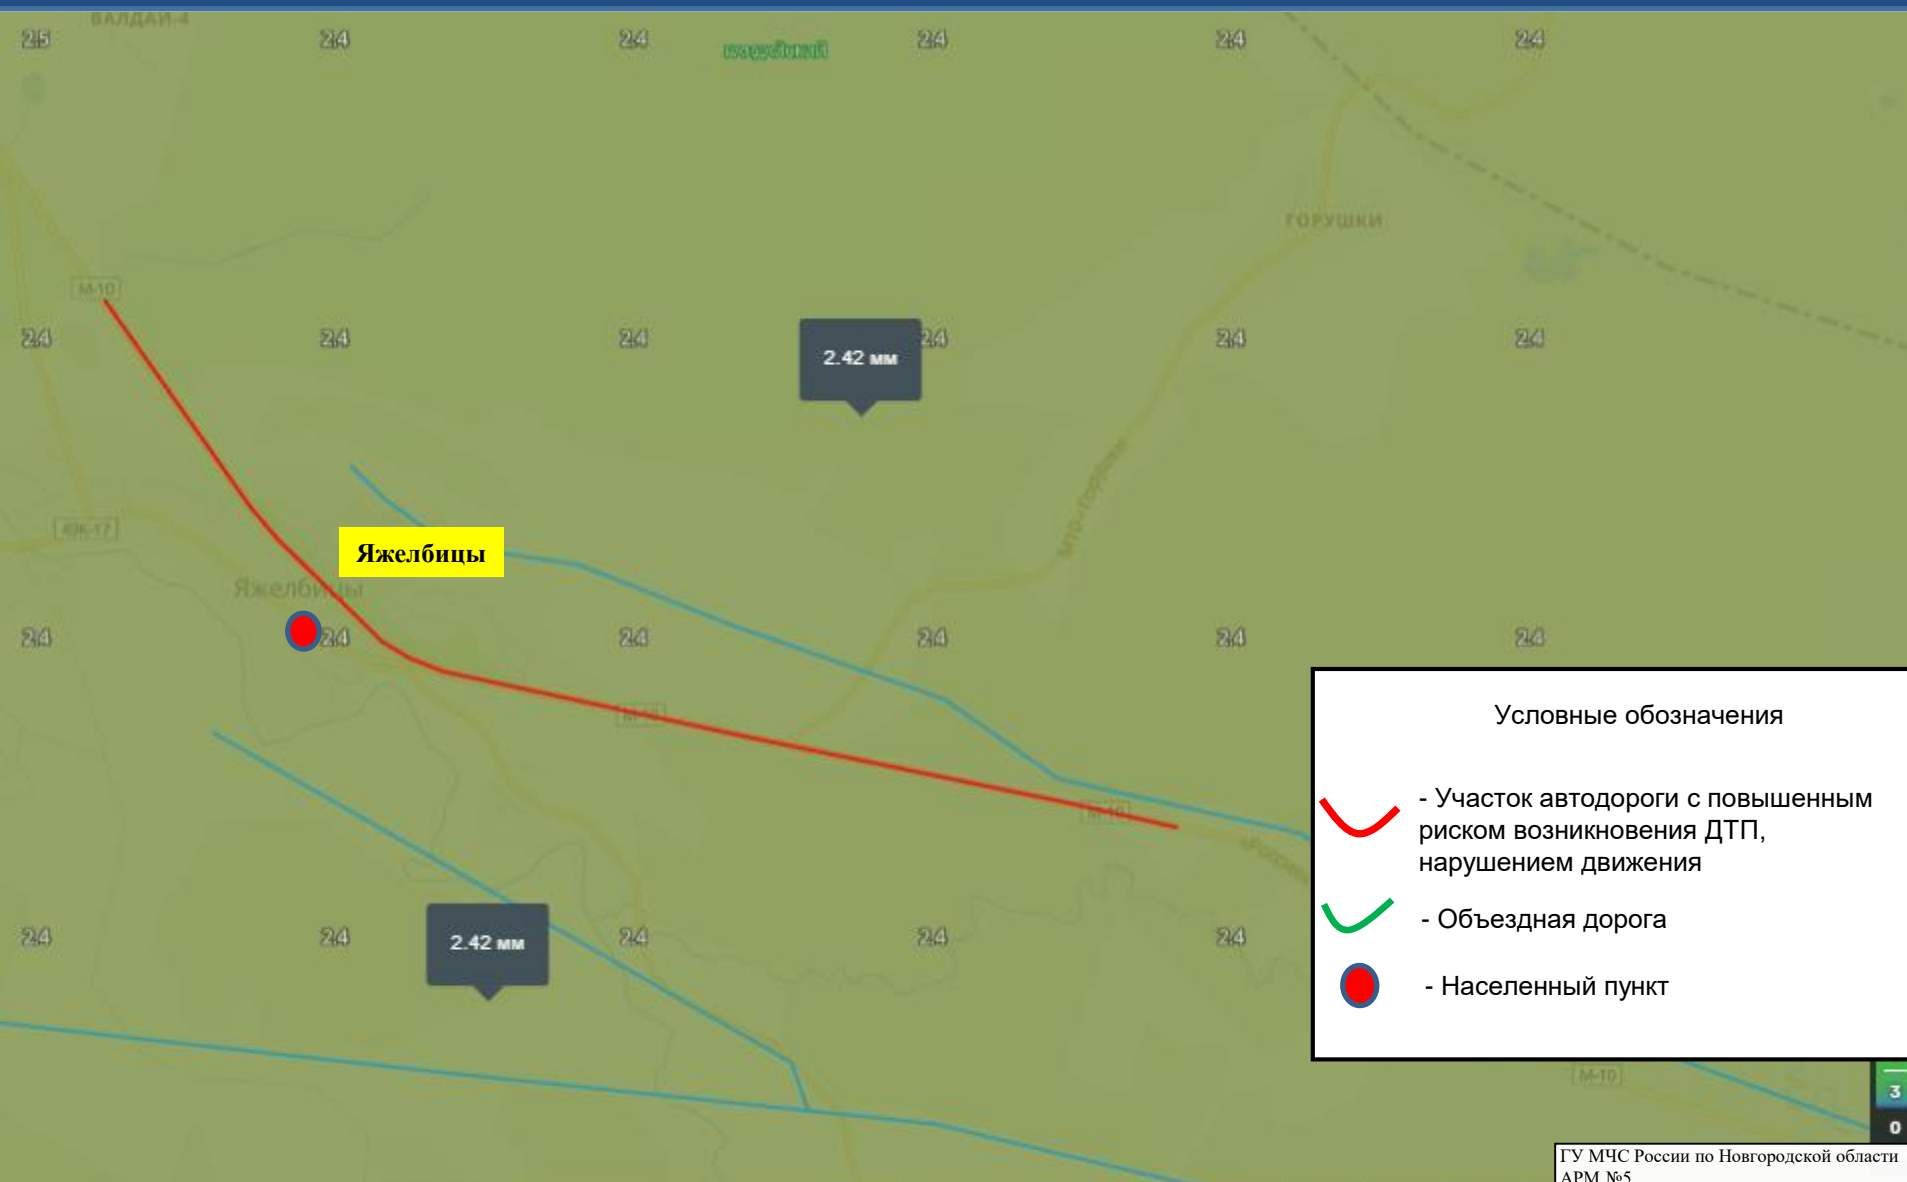 ВАЛДАЙ-4
25 24 24 24 24 24
ГОРУШКИ
М-10
24 24 24 24 24 24
2.42 мм
М10-Горушки
49К-17
Яжелбицы
Яжелбицы
24 24 24 24 24 24
М-10
Условные обозначения
- Участок автодороги с повышенным
риском возникновения ДТП,
нарушением движения
М-10
«Россия»
- Объездная дорога
24 24 24 24 24
2.42 мм
- Населенный пункт
М-10
3
0
ГУ МЧС России по Новгородской области
АРМ №5